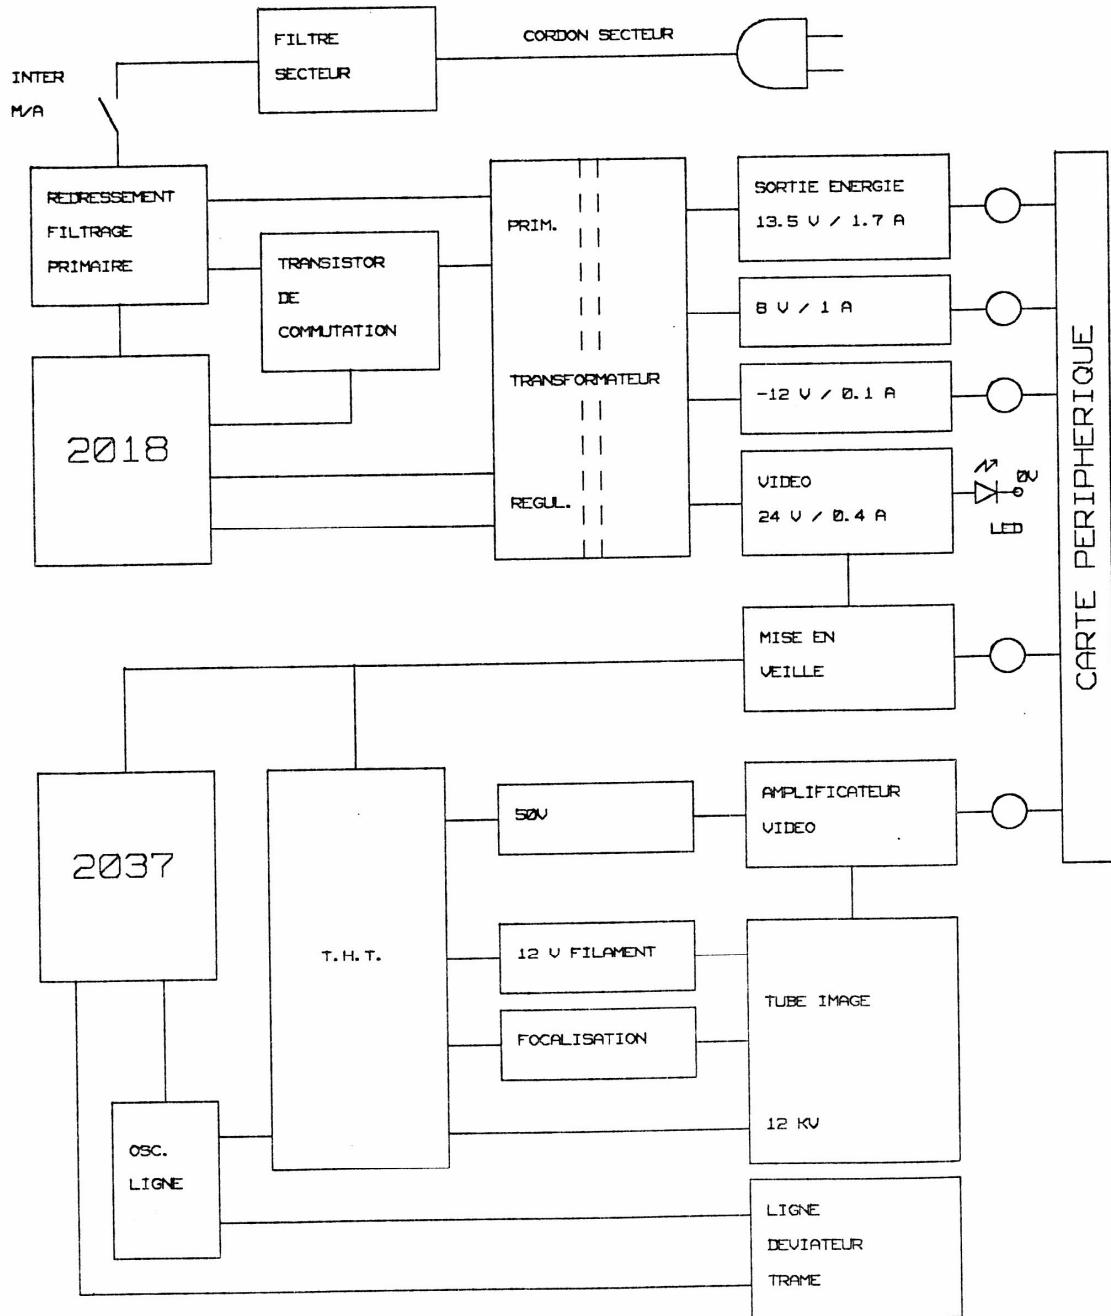 FILTRE
SECTEUR
CORDON SECTEUR
INTER
M/A
REDRESSEMENT
FILTRAGE
PRIMAIRE
TRANSISTOR
DE
COMMUTATION
2018
PRIM.
TRANSFORMATEUR
REGUL.
SORTIE ENERGIE
13.5 V / 1.7 A
8 V / 1 A
-12 V / 0.1 A
VIDEO
24 V / 0.4 A
0V
LED
CARTE PERIPHERIQUE
MISE EN
VEILLE
2037
T.H.T.
50V
AMPLIFICATEUR
VIDEO
12 V FILAMENT
FOCALISATION
TUBE IMAGE
12 KV
OSC.
LIGNE
LIGNE
DEVIATEUR
TRAME